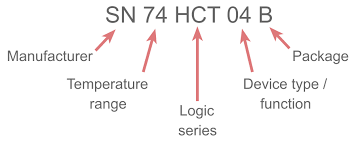 SN 74 HCT 04 B
Manufacturer
Package
Temperature
range
Device type /
function
Logic
series